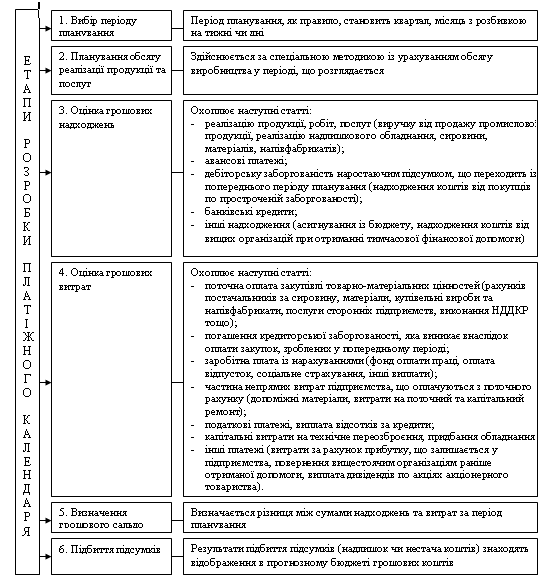 ЕТАПИ РОЗРОБКИ ПЛАТІЖНОГО КАЛЕНДАРЯ
1. Вибір періоду
планування
Період планування, як правило, становить квартал, місяць з розбивкою
на тижні чи дні
2. Планування обсягу
реалізації продукції та
послуг
Здійснюється за спеціальною методикою із урахуванням обсягу
виробництва у періоді, що розглядається
3. Оцінка грошових
надходжень
Охоплює наступні статті:
- реалізацію продукції, робіт, послуг (виручку від продажу промислової
продукції, реалізацію надлишкового обладнання, сировини,
матеріалів, напівфабрикатів);
- авансові платежі;
- дебіторську заборгованість наростаючим підсумком, що переходить із
попереднього періоду планування (надходження коштів від покупців
по простроченій заборгованості);
- банківські кредити;
- інші надходження (асигнування із бюджету, надходження коштів від
вищих організацій при отриманні тимчасової фінансової допомоги)
4. Оцінка грошових
витрат
Охоплює наступні статті:
- поточна оплата закупівлі товарно-матеріальних цінностей (рахунків
постачальників за сировину, матеріали, купівельні вироби та
напівфабрикати, послуги сторонніх підприємств, виконання НДДКР
тощо);
- погашення кредиторської заборгованості, яка виникає внаслідок
оплати закупок, зроблених у попередньому періоді;
- заробітна плата із нарахуваннями (фонд оплати праці, оплата
відпусток, соціальне страхування, інші виплати);
- частина непрямих витрат підприємства, що оплачуються з поточного
рахунку (допоміжні матеріали, витрати на поточний та капітальний
ремонт);
- податкові платежі, виплата відсотків за кредити;
- капітальні витрати на технічне переозброєння, придбання обладнання
- інші платежі (витрати за рахунок прибутку, що залишається у
підприємства, повернення вищестоячим організаціям раніше
отриманої допомоги, виплата дивідендів по акціях акціонерного
товариства).
5. Визначення
грошового сальдо
Визначається різниця між сумами надходжень та витрат за період
планування
6. Підбиття підсумків
Результати підбиття підсумків (надлишок чи нестача коштів) знаходять
відображення в прогнозному бюджеті грошових коштів